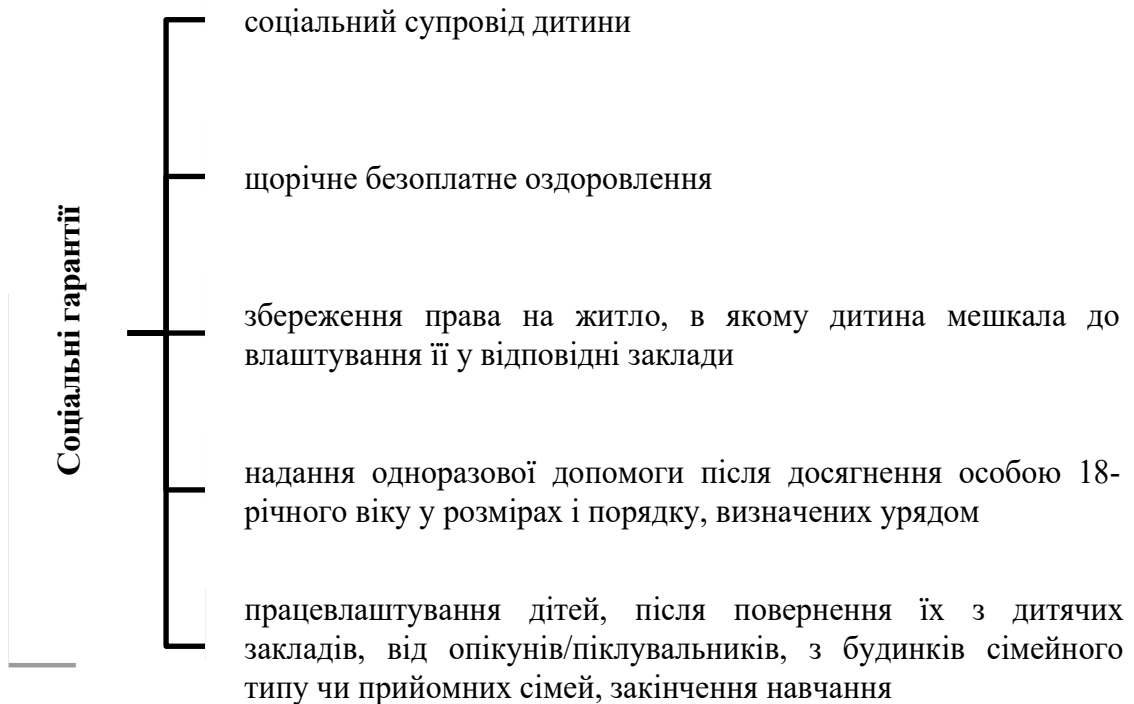 Соціальні гарантії
соціальний супровід дитини
щорічне безоплатне оздоровлення
збереження права на житло, в якому дитина мешкала до
влаштування її у відповідні заклади
надання одноразової допомоги після досягнення особою 18-
річного віку у розмірах і порядку, визначених урядом
працевлаштування дітей, після повернення їх з дитячих
закладів, від опікунів/піклувальників, з будинків сімейного
типу чи прийомних сімей, закінчення навчання